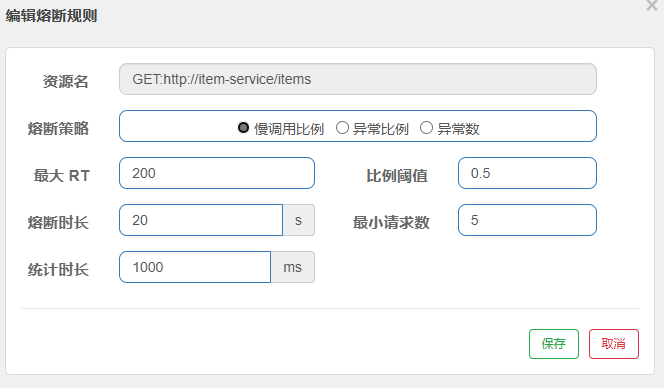 编辑熔断规则
资源名 GET:http://item-service/items
熔断策略 慢调用比例 异常比例 异常数
最大 RT 200 比例阈值 0.5
熔断时长 20 s 最小请求数 5
统计时长 1000 ms
保存 取消